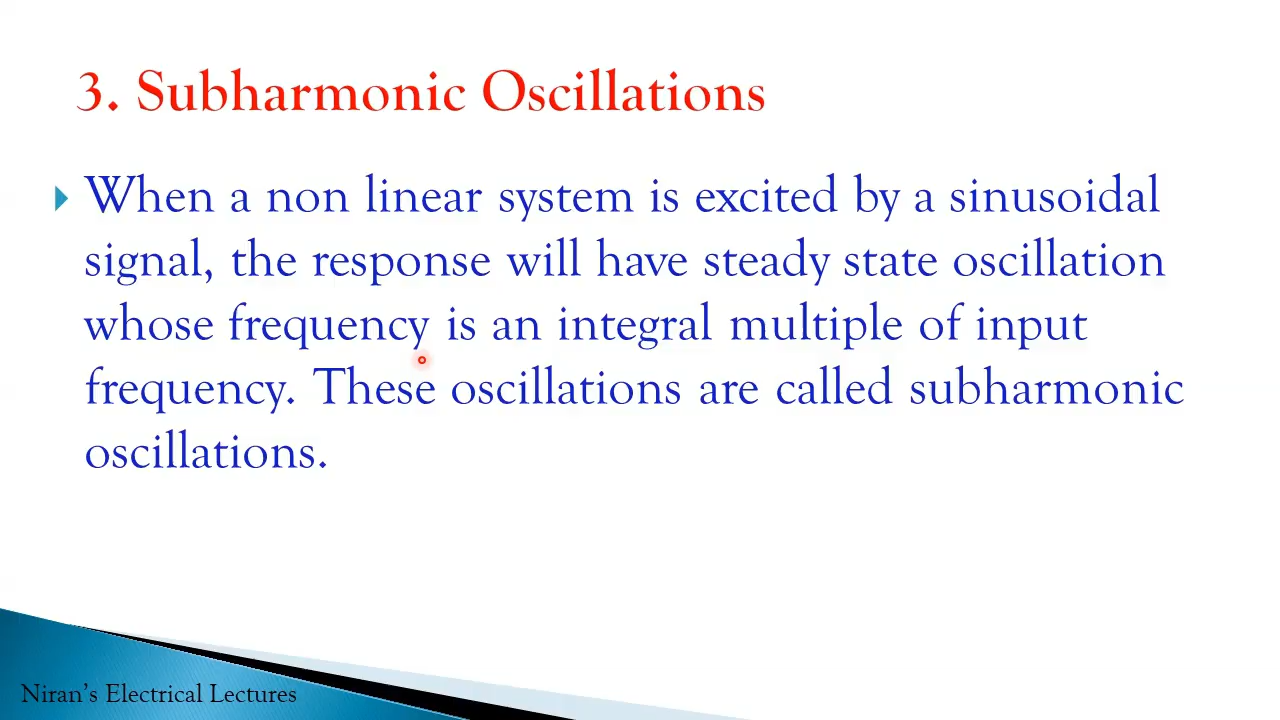 3. Subharmonic Oscillations
When a non linear system is excited by a sinusoidal
signal, the response will have steady state oscillation
whose frequency is an integral multiple of input
frequency. These oscillations are called subharmonic
oscillations.
Niran's Electrical Lectures